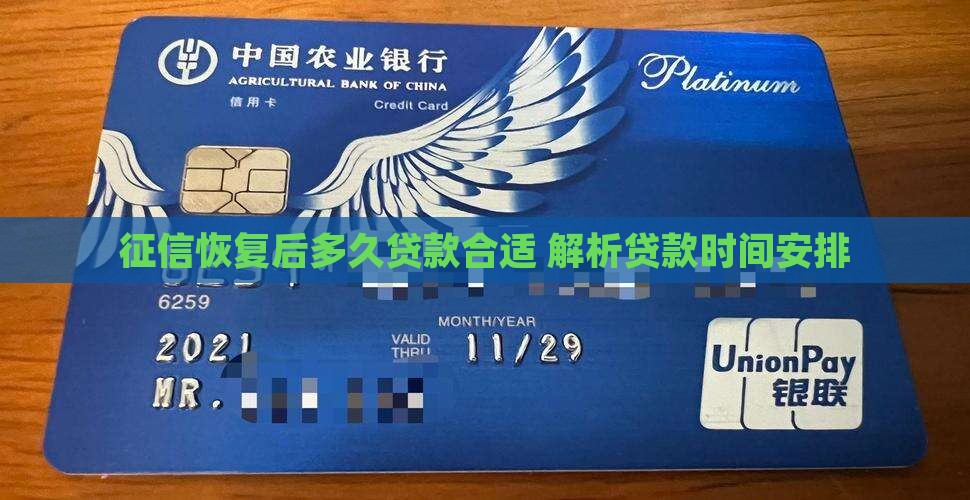 中国农业银行
AGRICULTURAL BANK OF CHINA
信用卡
Credit Card
Platinum
征信恢复后多久贷款合适 解析贷款时间安排
6259
MONTH/YEAR
2021
VALID
THRU
11/29
MR.
UnionPay
银联